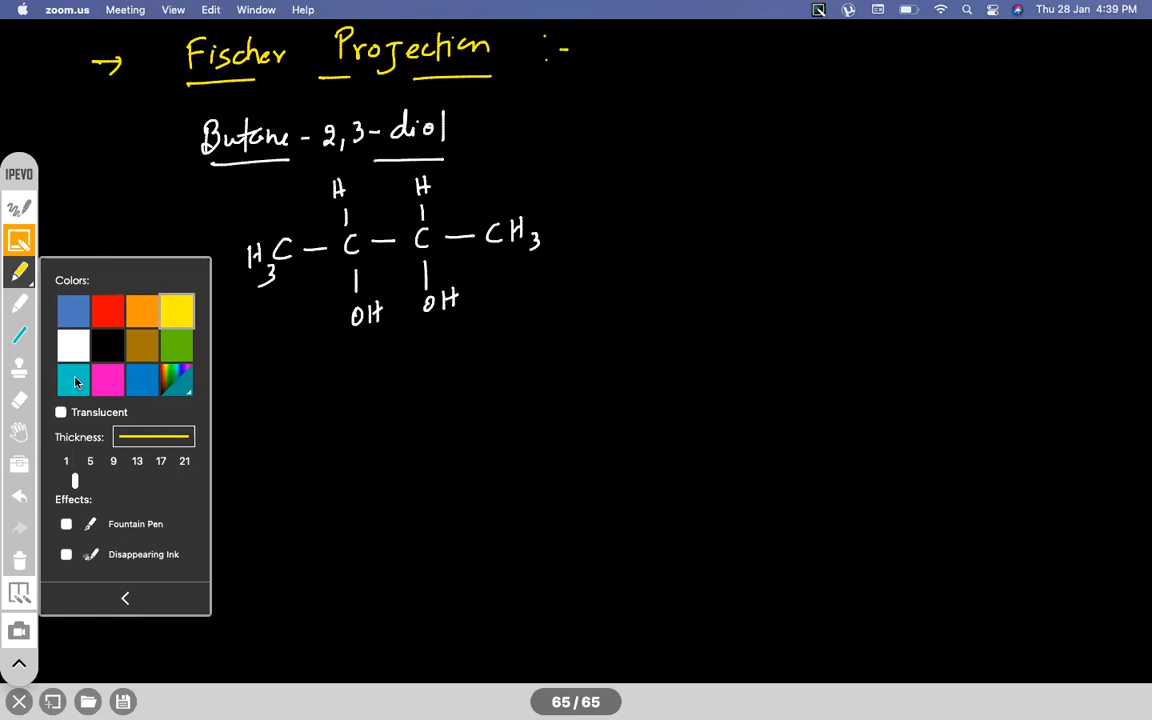 zoom.us Meeting View Edit Window Help Thu 28 Jan 4:39 PM
→ Fischer Projection :-
Butane - 2,3 - diol
H H
H3C - C - C - CH3
OH OH
IPEVO
Colors:
Translucent
Thickness:
1 5 9 13 17 21
Effects:
Fountain Pen
Disappearing Ink
65 / 65